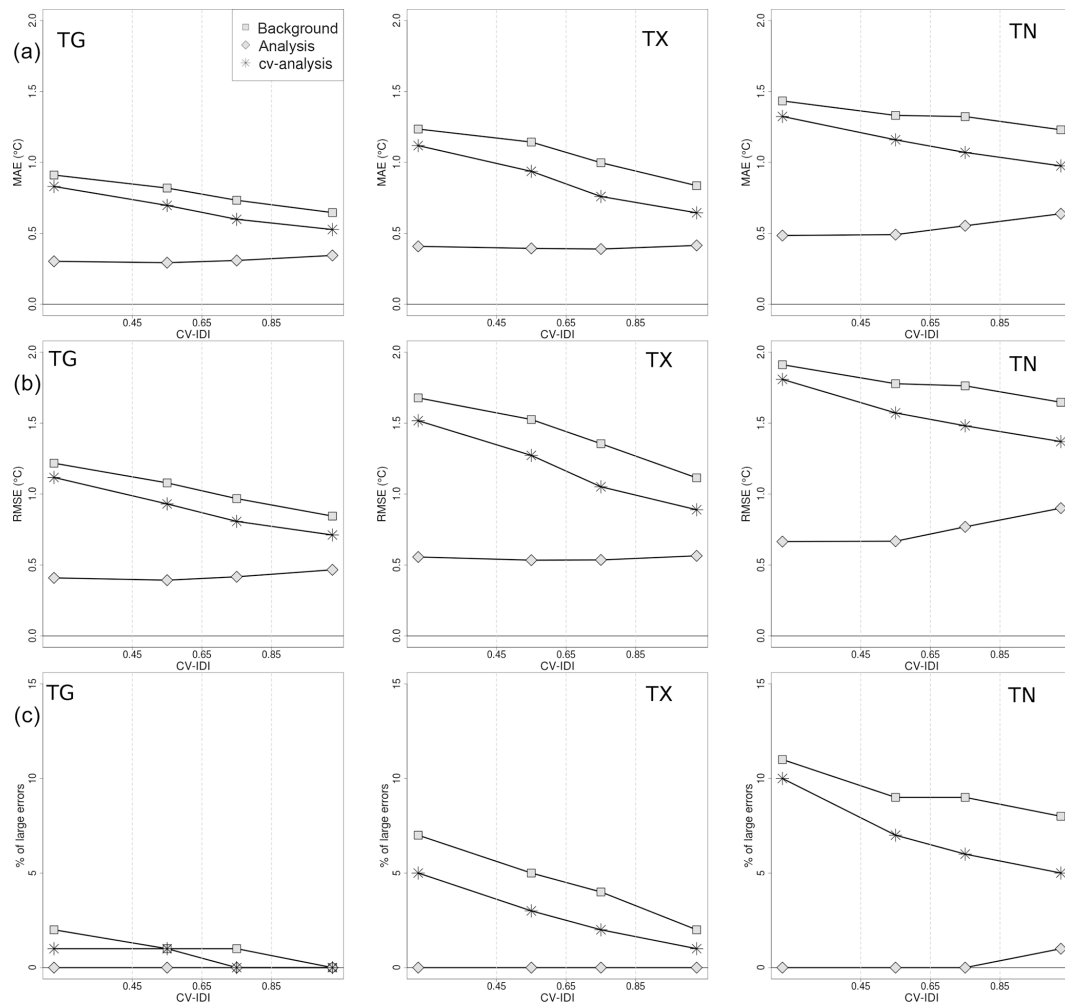 (a)
TG
Background
Analysis
cv-analysis
MAE (°C)
0.0 0.5 1.0 1.5 2.0
0.45 0.65 0.85
CV-IDI
TX
MAE (°C)
0.0 0.5 1.0 1.5 2.0
0.45 0.65 0.85
CV-IDI
TN
MAE (°C)
0.0 0.5 1.0 1.5 2.0
0.45 0.65 0.85
CV-IDI
(b)
TG
RMSE (°C)
0.0 0.5 1.0 1.5 2.0
0.45 0.65 0.85
CV-IDI
TX
RMSE (°C)
0.0 0.5 1.0 1.5 2.0
0.45 0.65 0.85
CV-IDI
TN
RMSE (°C)
0.0 0.5 1.0 1.5 2.0
0.45 0.65 0.85
CV-IDI
(c)
TG
% of large errors
0 5 10 15
0.45 0.65 0.85
CV-IDI
TX
% of large errors
0 5 10 15
0.45 0.65 0.85
CV-IDI
TN
% of large errors
0 5 10 15
0.45 0.65 0.85
CV-IDI